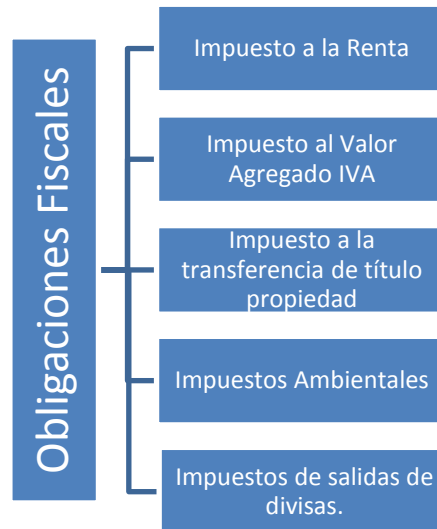 Obligaciones Fiscales
Impuesto a la Renta
Impuesto al Valor
Agregado IVA
Impuesto a la
transferencia de título
propiedad
Impuestos Ambientales
Impuestos de salidas de
divisas.